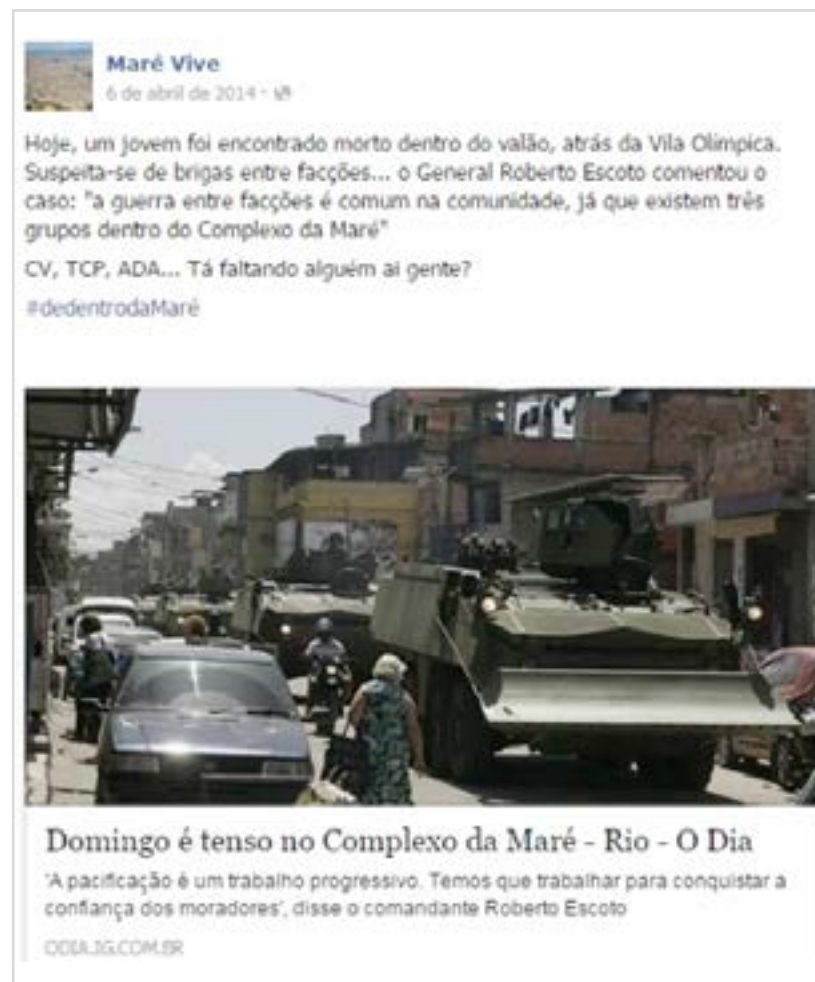 Maré Vive
6 de abril de 2014 ·
Hoje, um jovem foi encontrado morto dentro do valão, atrás da Vila Olímpica.
Suspeita-se de brigas entre facções... o General Roberto Escoto comentou o
caso: "a guerra entre facções é comum na comunidade, já que existem três
grupos dentro do Complexo da Maré"
CV, TCP, ADA... Tá faltando alguém ai gente?
#dedentrodaMaré
Domingo é tenso no Complexo da Maré - Rio - O Dia
'A pacificação é um trabalho progressivo. Temos que trabalhar para conquistar a
confiança dos moradores', disse o comandante Roberto Escoto
ODIA.IG.COM.BR